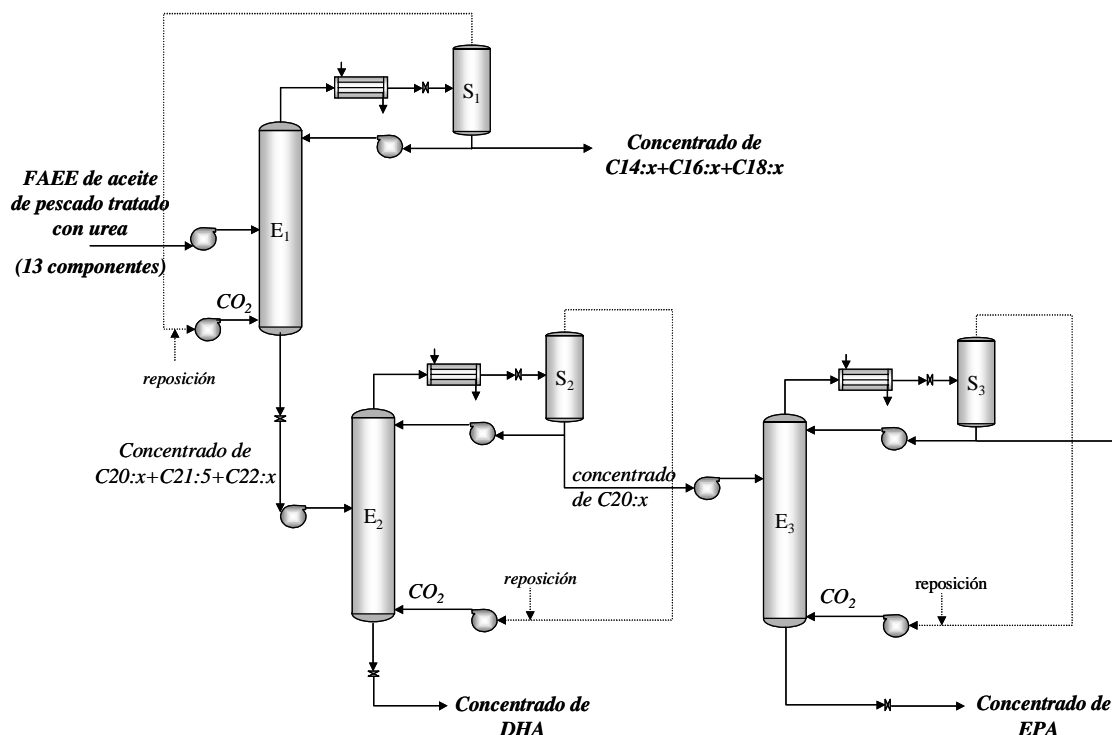 S1
Concentrado de
C14:x+C16:x+C18:x
FAEE de aceite
de pescado tratado
con urea
(13 componentes)
E1
CO2
reposición
S2
S3
Concentrado de
C20:x+C21:5+C22:x
concentrado
de C20:x
E2
E3
reposición
CO2
reposición
CO2
Concentrado de
DHA
Concentrado de
EPA